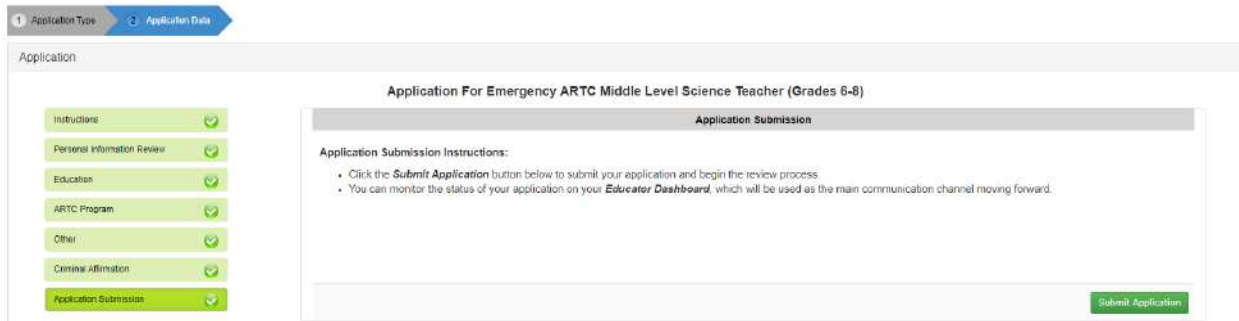 1 Application Type
2 Application Data
Application
Application For Emergency ARTC Middle Level Science Teacher (Grades 6-8)
Instructions
Personal Information Review
Education
ARTC Program
Other
Criminal Affirmation
Application Submission
Application Submission
Application Submission Instructions:
• Click the Submit Application button below to submit your application and begin the review process.
• You can monitor the status of your application on your Educator Dashboard, which will be used as the main communication channel moving forward.
Submit Application